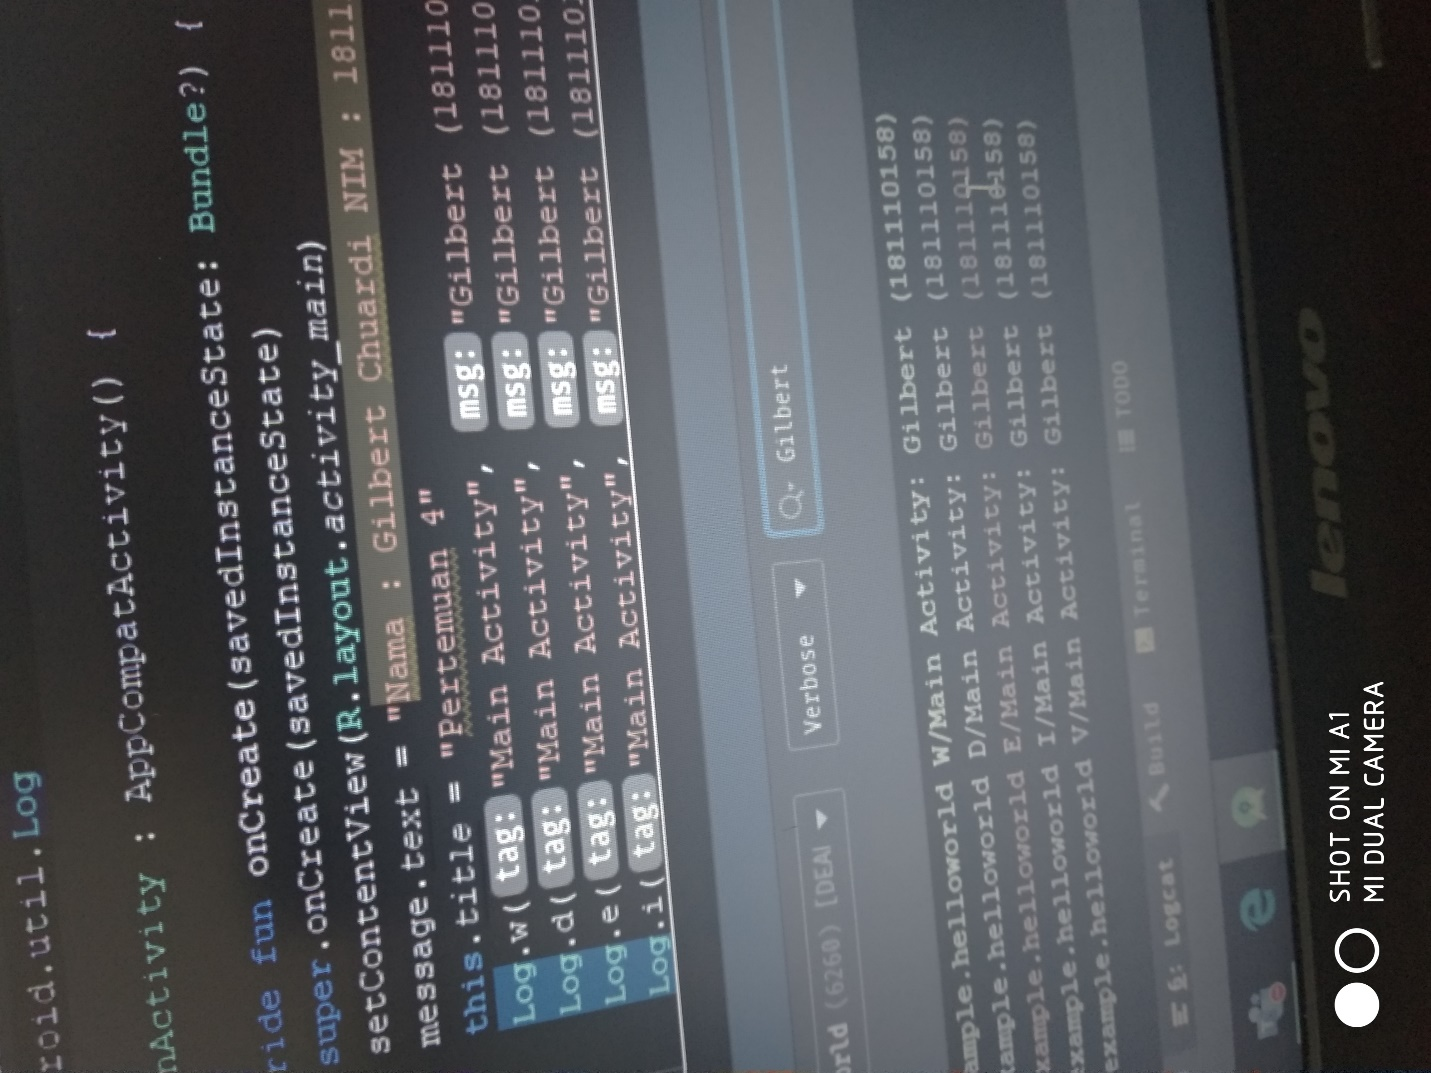 roid.util.Log
nActivity : AppCompatActivity() {
ride fun onCreate(savedInstanceState: Bundle?) {
super.onCreate(savedInstanceState)
setContentView(R.layout.activity_main)
message.text = "Nama : Gilbert Chuardi NIM : 1811
this.title = "Pertemuan 4"
Log.w( tag: "Main Activity", msg: "Gilbert (181110
Log.d( tag: "Main Activity", msg: "Gilbert (181110
Log.e( tag: "Main Activity", msg: "Gilbert (181110
Log.i( tag: "Main Activity", msg: "Gilbert (181110
orld (6260) [DEAI Verbose Gilbert
ample.helloworld W/Main Activity: Gilbert (181110158)
ample.helloworld D/Main Activity: Gilbert (181110158)
xample.helloworld E/Main Activity: Gilbert (181110158)
example.helloworld I/Main Activity: Gilbert (181110158)
example.helloworld V/Main Activity: Gilbert (181110158)
6: Logcat Build Terminal TODO
lenovo
SHOT ON MI A1
MI DUAL CAMERA